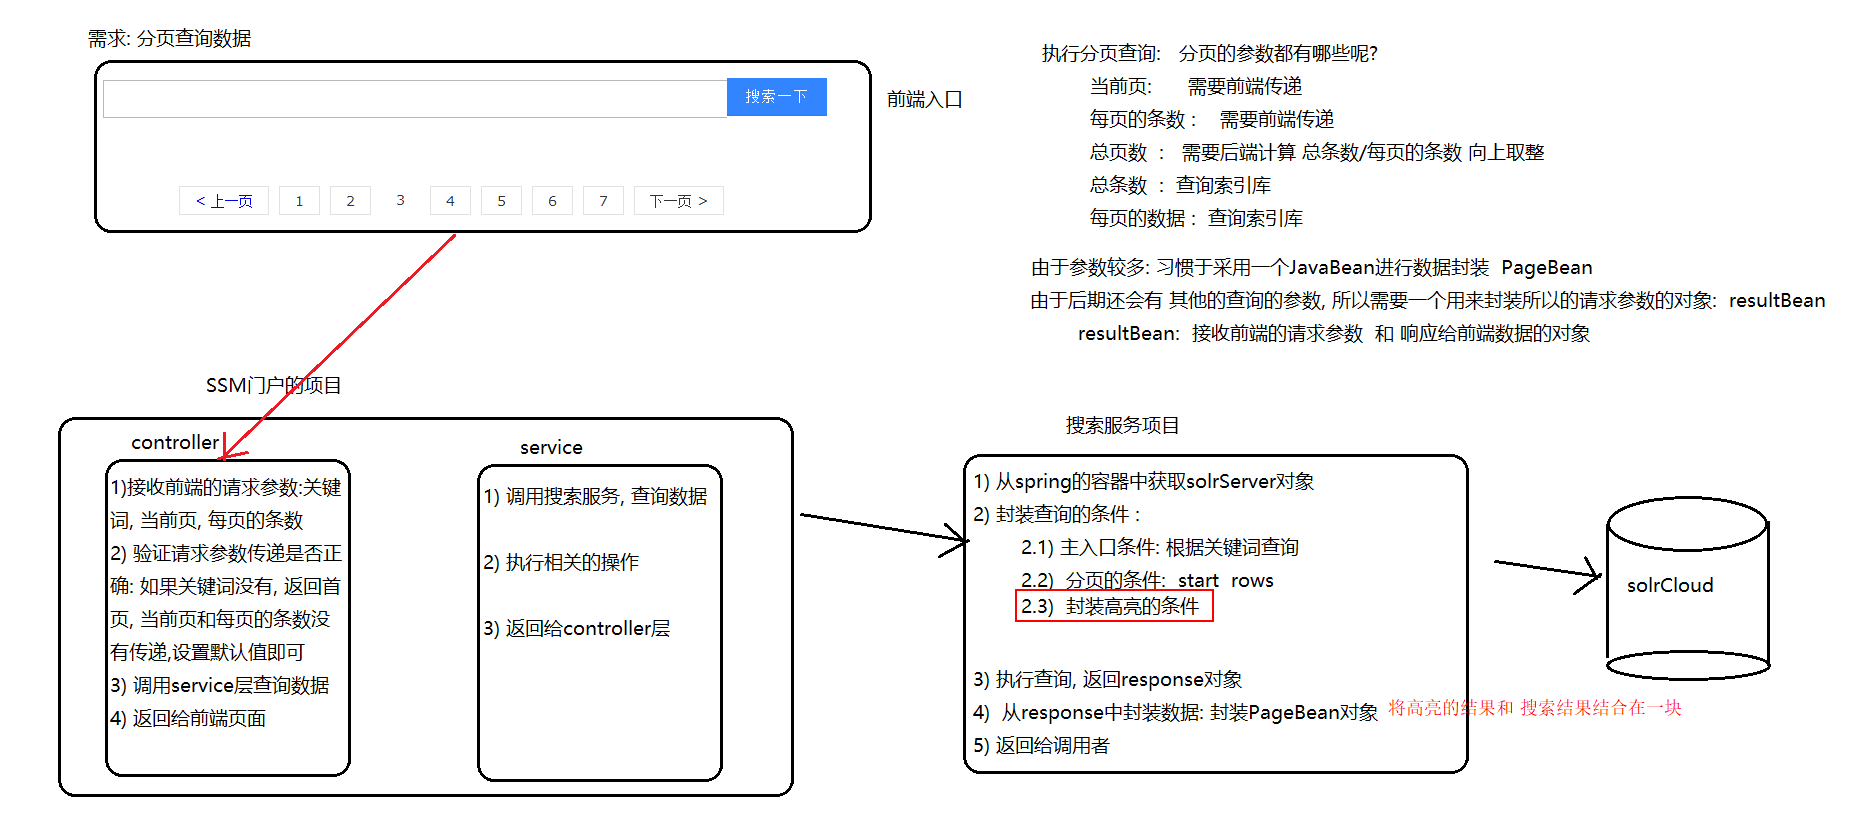 需求: 分页查询数据
搜索一下
前端入口
< 上一页 1 2 3 4 5 6 7 下一页 >
执行分页查询: 分页的参数都有哪些呢?
当前页: 需要前端传递
每页的条数 : 需要前端传递
总页数 : 需要后端计算 总条数/每页的条数 向上取整
总条数 : 查询索引库
每页的数据 : 查询索引库
由于参数较多: 习惯于采用一个JavaBean进行数据封装 PageBean
由于后期还会有 其他的查询的参数, 所以需要一个用来封装所以的请求参数的对象: resultBean
resultBean: 接收前端的请求参数 和 响应给前端数据的对象
SSM门户的项目
controller
1)接收前端的请求参数:关键
词, 当前页, 每页的条数
2) 验证请求参数传递是否正
确: 如果关键词没有, 返回首
页, 当前页和每页的条数没
有传递,设置默认值即可
3) 调用service层查询数据
4) 返回给前端页面
service
1) 调用搜索服务, 查询数据
2) 执行相关的操作
3) 返回给controller层
搜索服务项目
1) 从spring的容器中获取solrServer对象
2) 封装查询的条件 :
2.1) 主入口条件: 根据关键词查询
2.2) 分页的条件: start rows
2.3) 封装高亮的条件
3) 执行查询, 返回response对象
4) 从response中封装数据: 封装PageBean对象 将高亮的结果和 搜索结果结合在一块
5) 返回给调用者
solrCloud